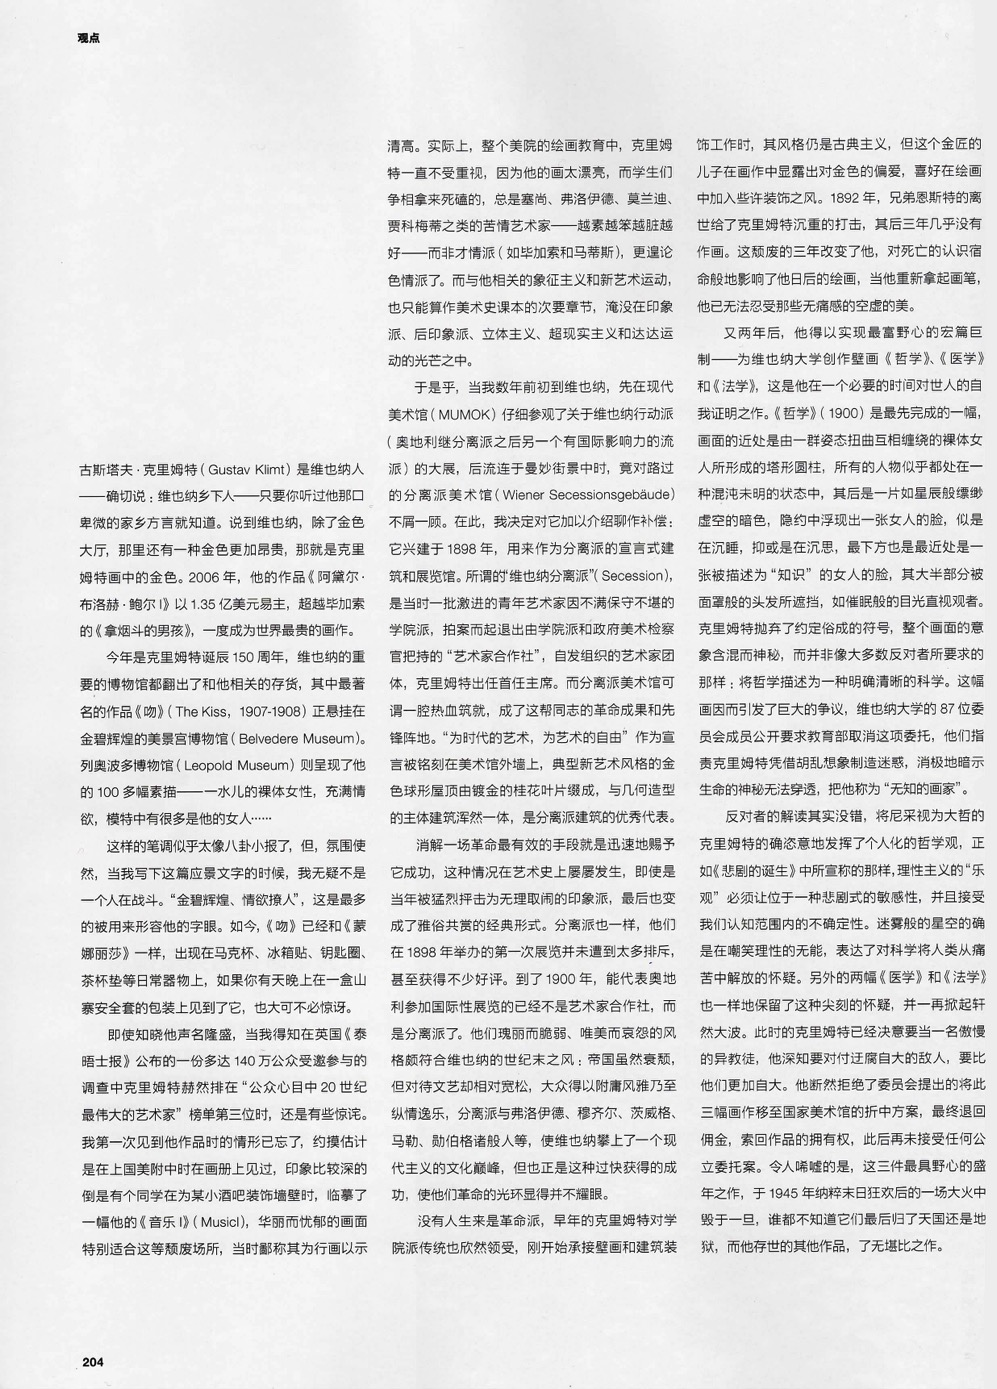 观点
古斯塔夫·克里姆特（Gustav Klimt）是维也纳人
——确切说：维也纳乡下人——只要你听过他那口
卑微的家乡方言就知道。说到维也纳，除了金色
大厅，那里还有一种金色更加昂贵，那就是克里
姆特画中的金色。2006 年，他的作品《阿黛尔·
布洛赫·鲍尔 I》以 1.35 亿美元易主，超越毕加索
的《拿烟斗的男孩》，一度成为世界最贵的画作。
今年是克里姆特诞辰 150 周年，维也纳的重
要的博物馆都翻出了和他相关的存货，其中最著
名的作品《吻》（The Kiss，1907-1908）正悬挂在
金碧辉煌的美景宫博物馆（Belvedere Museum）。
列奥波多博物馆（Leopold Museum）则呈现了他
的 100 多幅素描——一水儿的裸体女性，充满情
欲，模特中有很多是他的女人……
这样的笔调似乎太像八卦小报了，但，氛围使
然，当我写下这篇应景文字的时候，我无疑不是
一个人在战斗。“金碧辉煌、情欲撩人”，这是最多
的被用来形容他的字眼。如今，《吻》已经和《蒙
娜丽莎》一样，出现在马克杯、冰箱贴、钥匙圈、
茶杯垫等日常器物上，如果你有天晚上在一盒山
寨安全套的包装上见到了它，也大可不必惊讶。
即使知晓他声名隆盛，当我得知在英国《泰
晤士报》公布的一份多达 140 万公众受邀参与的
调查中克里姆特赫然排在“公众心目中 20 世纪
最伟大的艺术家”榜单第三位时，还是有些惊诧。
我第一次见到他作品时的情形已忘了，约摸估计
是在上国美附中时在画册上见过，印象比较深的
倒是有个同学在为某小酒吧装饰墙壁时，临摹了
一幅他的《音乐 I》（MusicI），华丽而忧郁的画面
特别适合这等颓废场所，当时鄙称其为行画以示
清高。实际上，整个美院的绘画教育中，克里姆
特一直不受重视，因为他的画太漂亮，而学生们
争相拿来死磕的，总是塞尚、弗洛伊德、莫兰迪、
贾科梅蒂之类的苦情艺术家——越素越笨越脏越
好——而非才情派（如毕加索和马蒂斯），更遑论
色情派了。而与他相关的象征主义和新艺术运动，
也只能算作美术史课本的次要章节，淹没在印象
派、后印象派、立体主义、超现实主义和达达运
动的光芒之中。
于是乎，当我数年前初到维也纳，先在现代
美术馆（MUMOK）仔细参观了关于维也纳行动派
（奥地利继分离派之后另一个有国际影响力的流
派）的大展，后流连于曼妙街景中时，竟对路过
的分离派美术馆（Wiener Secessionsgebäude）
不屑一顾。在此，我决定对它加以介绍聊作补偿：
它兴建于 1898 年，用来作为分离派的宣言式建
筑和展览馆。所谓的“维也纳分离派”（Secession），
是当时一批激进的青年艺术家因不满保守不堪的
学院派，拍案而起退出由学院派和政府美术检察
官把持的“艺术家合作社”，自发组织的艺术家团
体，克里姆特出任首任主席。而分离派美术馆可
谓一腔热血筑就，成了这帮同志的革命成果和先
锋阵地。“为时代的艺术，为艺术的自由”作为宣
言被铭刻在美术馆外墙上，典型新艺术风格的金
色球形屋顶由镀金的桂花叶片缀成，与几何造型
的主体建筑浑然一体，是分离派建筑的优秀代表。
消解一场革命最有效的手段就是迅速地赐予
它成功，这种情况在艺术史上屡屡发生，即使是
当年被猛烈抨击为无理取闹的印象派，最后也变
成了雅俗共赏的经典形式。分离派也一样，他们
在 1898 年举办的第一次展览并未遭到太多排斥，
甚至获得不少好评。到了 1900 年，能代表奥地
利参加国际性展览的已经不是艺术家合作社，而
是分离派了。他们瑰丽而脆弱、唯美而哀怨的风
格颇符合维也纳的世纪末之风：帝国虽然衰颓，
但对待文艺却相对宽松，大众得以附庸风雅乃至
纵情逸乐，分离派与弗洛伊德、穆齐尔、茨威格、
马勒、勋伯格诸般人等，使维也纳攀上了一个现
代主义的文化巅峰，但也正是这种过快获得的成
功，使他们革命的光环显得并不耀眼。
没有人生来是革命派，早年的克里姆特对学
院派传统也欣然领受，刚开始承接壁画和建筑装
饰工作时，其风格仍是古典主义，但这个金匠的
儿子在画作中显露出对金色的偏爱，喜好在绘画
中加入些许装饰之风。1892 年，兄弟恩斯特的离
世给了克里姆特沉重的打击，其后三年几乎没有
作画。这颓废的三年改变了他，对死亡的认识宿
命般地影响了他日后的绘画，当他重新拿起画笔，
他已无法忍受那些无痛感的空虚的美。
又两年后，他得以实现最富野心的宏篇巨
制——为维也纳大学创作壁画《哲学》、《医学》
和《法学》，这是他在一个必要的时间对世人的自
我证明之作。《哲学》（1900）是最先完成的一幅，
画面的近处是由一群姿态扭曲互相缠绕的裸体女
人所形成的塔形圆柱，所有的人物似乎都处在一
种混沌未明的状态中，其后是一片如星辰般缥缈
虚空的暗色，隐约中浮现出一张女人的脸，似是
在沉睡，抑或是在沉思，最下方也是最近处是一
张被描述为“知识”的女人的脸，其大半部分被
面罩般的头发所遮挡，如催眠般的目光直视观者。
克里姆特抛弃了约定俗成的符号，整个画面的意
象含混而神秘，而并非像大多数反对者所要求的
那样：将哲学描述为一种明确清晰的科学。这幅
画因而引发了巨大的争议，维也纳大学的 87 位委
员会成员公开要求教育部取消这项委托，他们指
责克里姆特凭借胡乱想象制造迷惑，消极地暗示
生命的神秘无法穿透，把他称为“无知的画家”。
反对者的解读其实没错，将尼采视为大哲的
克里姆特的确恣意地发挥了个人化的哲学观，正
如《悲剧的诞生》中所宣称的那样，理性主义的“乐
观”必须让位于一种悲剧式的敏感性，并且接受
我们认知范围内的不确定性。迷雾般的星空的确
是在嘲笑理性的无能，表达了对科学将人类从痛
苦中解放的怀疑。另外的两幅《医学》和《法学》
也一样地保留了这种尖刻的怀疑，并一再掀起轩
然大波。此时的克里姆特已经决意要当一名傲慢
的异教徒，他深知要对付迂腐自大的敌人，要比
他们更加自大。他断然拒绝了委员会提出的将此
三幅画作移至国家美术馆的折中方案，最终退回
佣金，索回作品的拥有权，此后再未接受任何公
立委托案。令人唏嘘的是，这三件最具野心的盛
年之作，于 1945 年纳粹末日狂欢后的一场大火中
毁于一旦，谁都不知道它们最后归了天国还是地
狱，而他存世的其他作品，了无堪比之作。
204